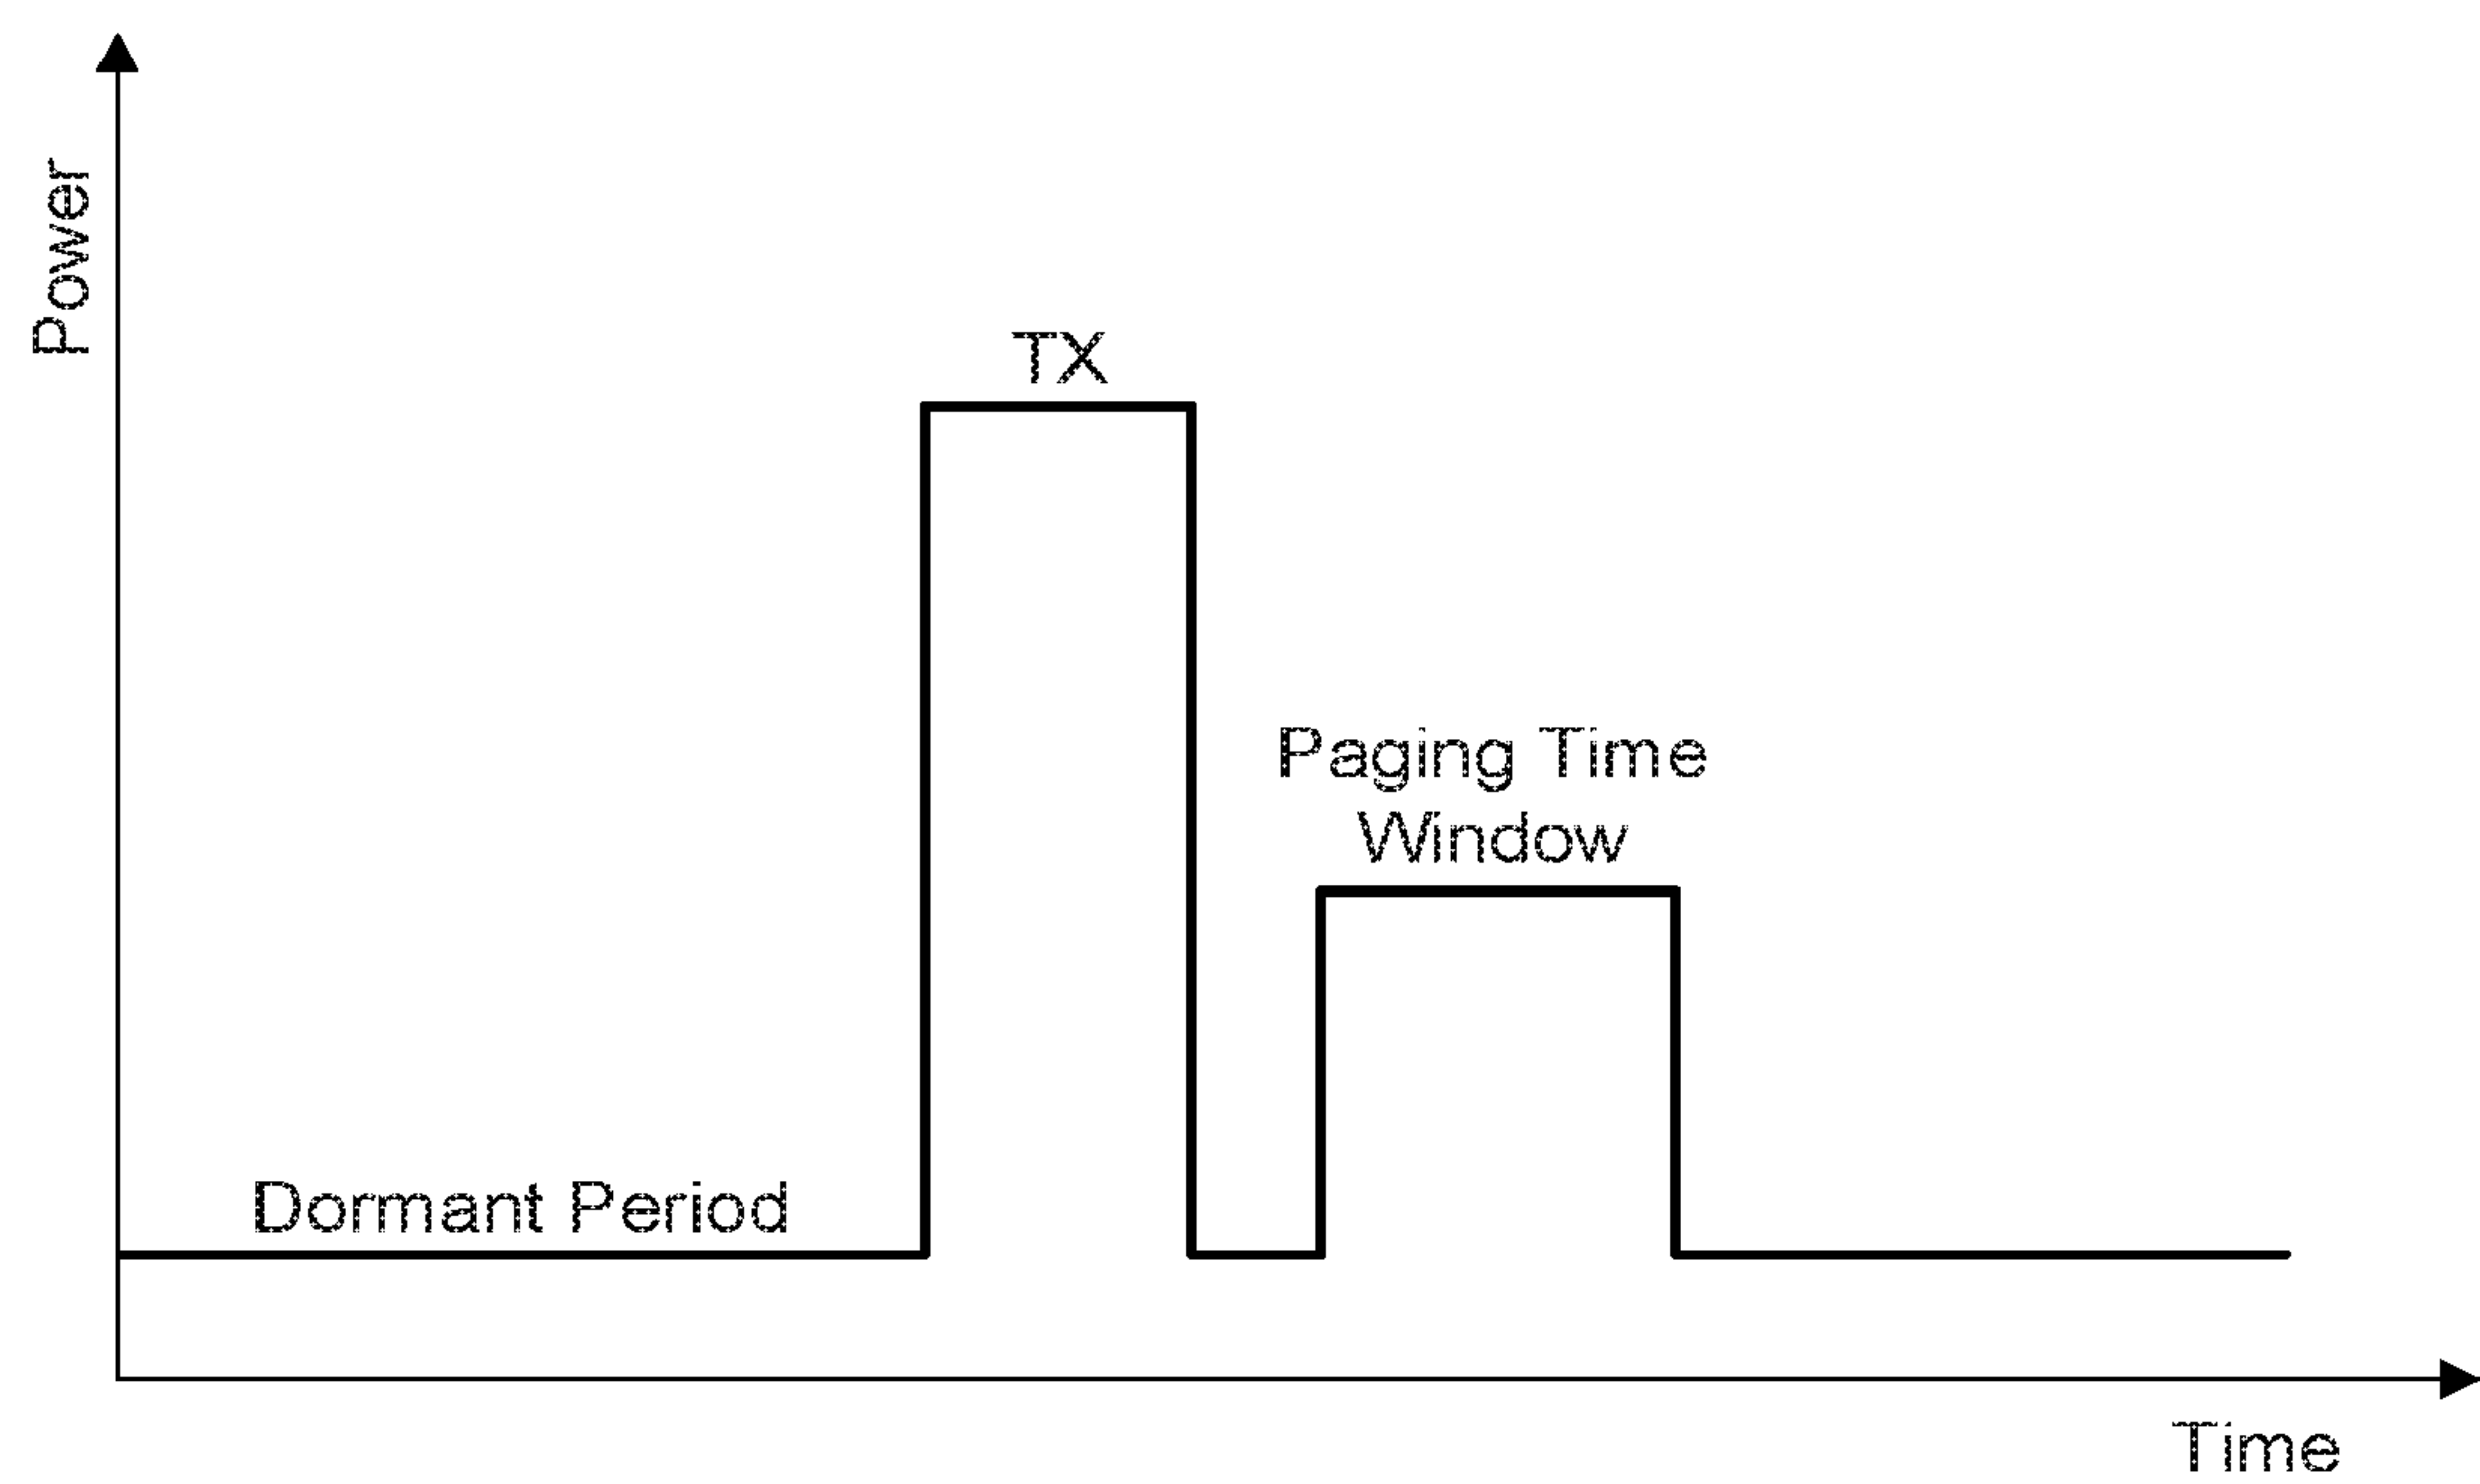 Power
TX
Paging Time
Window
Dormant Period
Time